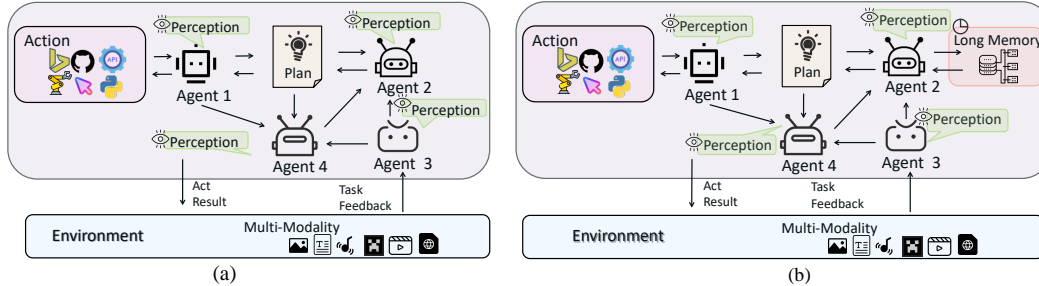 Perception
Perception
Action
API
Plan
Agent 1
Agent 2
Perception
Perception
Agent 4
Agent 3
Act
Result
Task
Feedback
Environment
Multi-Modality
(a)
Perception
Perception
Action
API
Long Memory
Plan
Agent 1
Agent 2
Perception
Perception
Agent 4
Agent 3
Act
Result
Task
Feedback
Environment
Multi-Modality
(b)